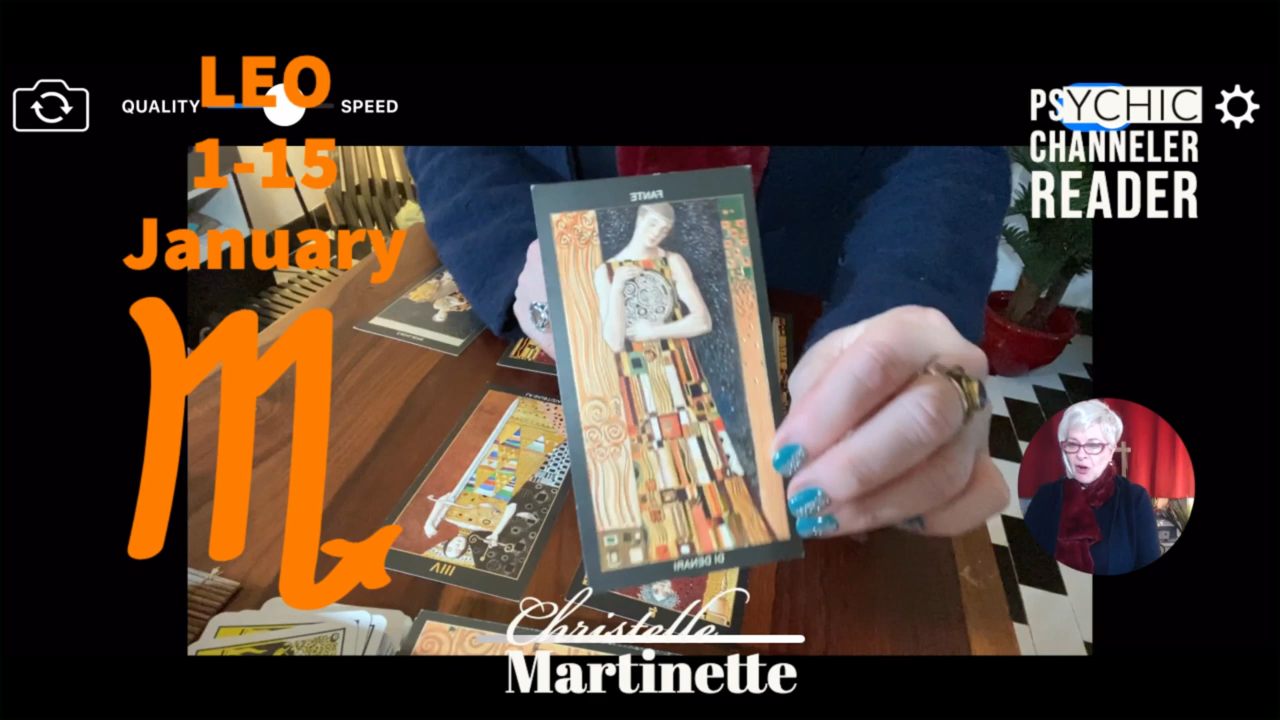 LEO
1-15
January
QUALITY
SPEED
PSYCHIC
CHANNELER
READER
FANTE
DI DENARI
VIII
Christelle
Martinette